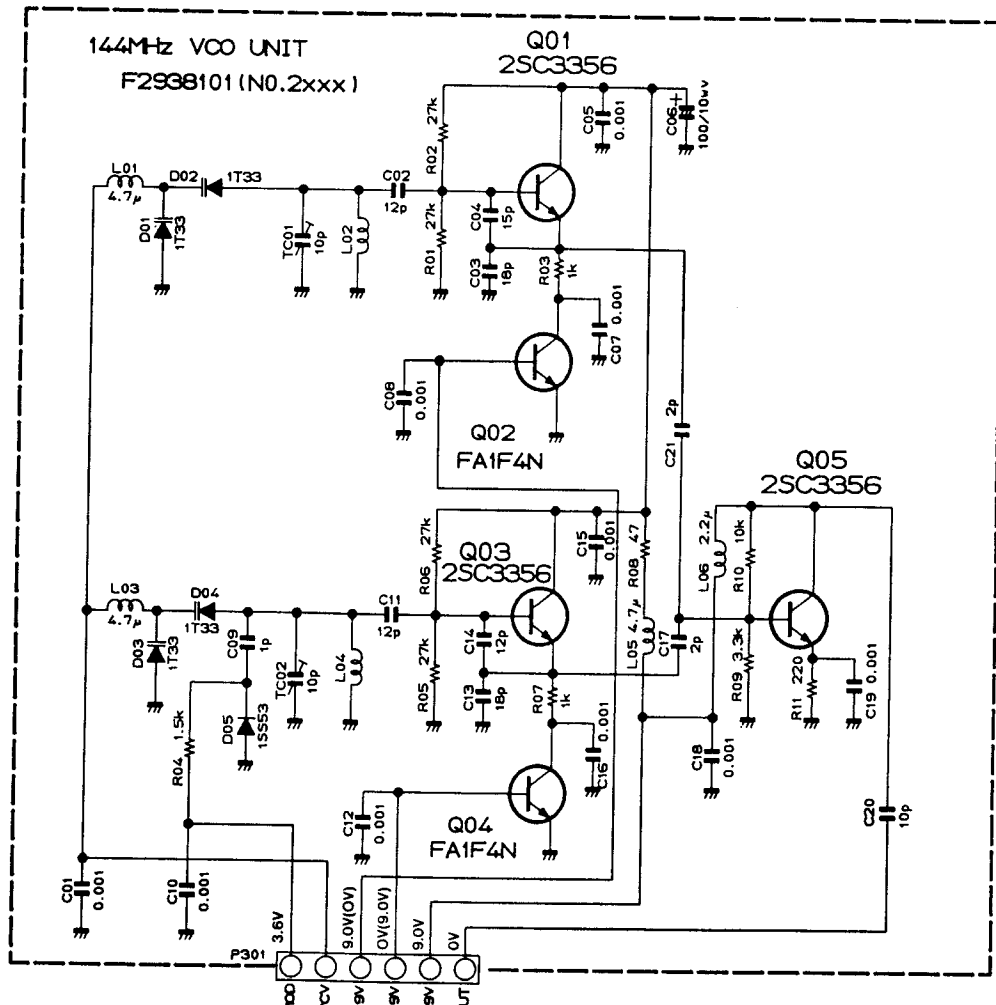 144MHz VCO UNIT
F2938101(N0.2xxx)
Q01
2SC3356
R02 27k
C05 0.001
C06 + 100/10wv
L01 4.7μ
D02 1T33
D01 1T33
TC01 10p
L02
C02 12p
R01 27k
C04 15p
C03 18p
R03 1k
C07 0.001
C08 0.001
Q02
FA1F4N
C21 2p
Q05
2SC3356
Q03
2SC3356
R06 27k
C15 0.001
R08 47
L06 2.2μ
R10 10k
L03 4.7μ
D04 1T33
D03 1T33
C09 1p
TC02 10p
L04
C11 12p
R05 27k
C14 12p
C13 18p
R07 1k
L05 4.7μ
C17 2p
R09 3.3k
R11 220
C19 0.001
R04 1.5k
D05 1SS53
C16 0.001
C18 0.001
C12 0.001
Q04
FA1F4N
C20 10p
C01 0.001
C10 0.001
3.6V
9.0V(0V)
0V(9.0V)
9.0V
0V
P301
9V
9V
9V